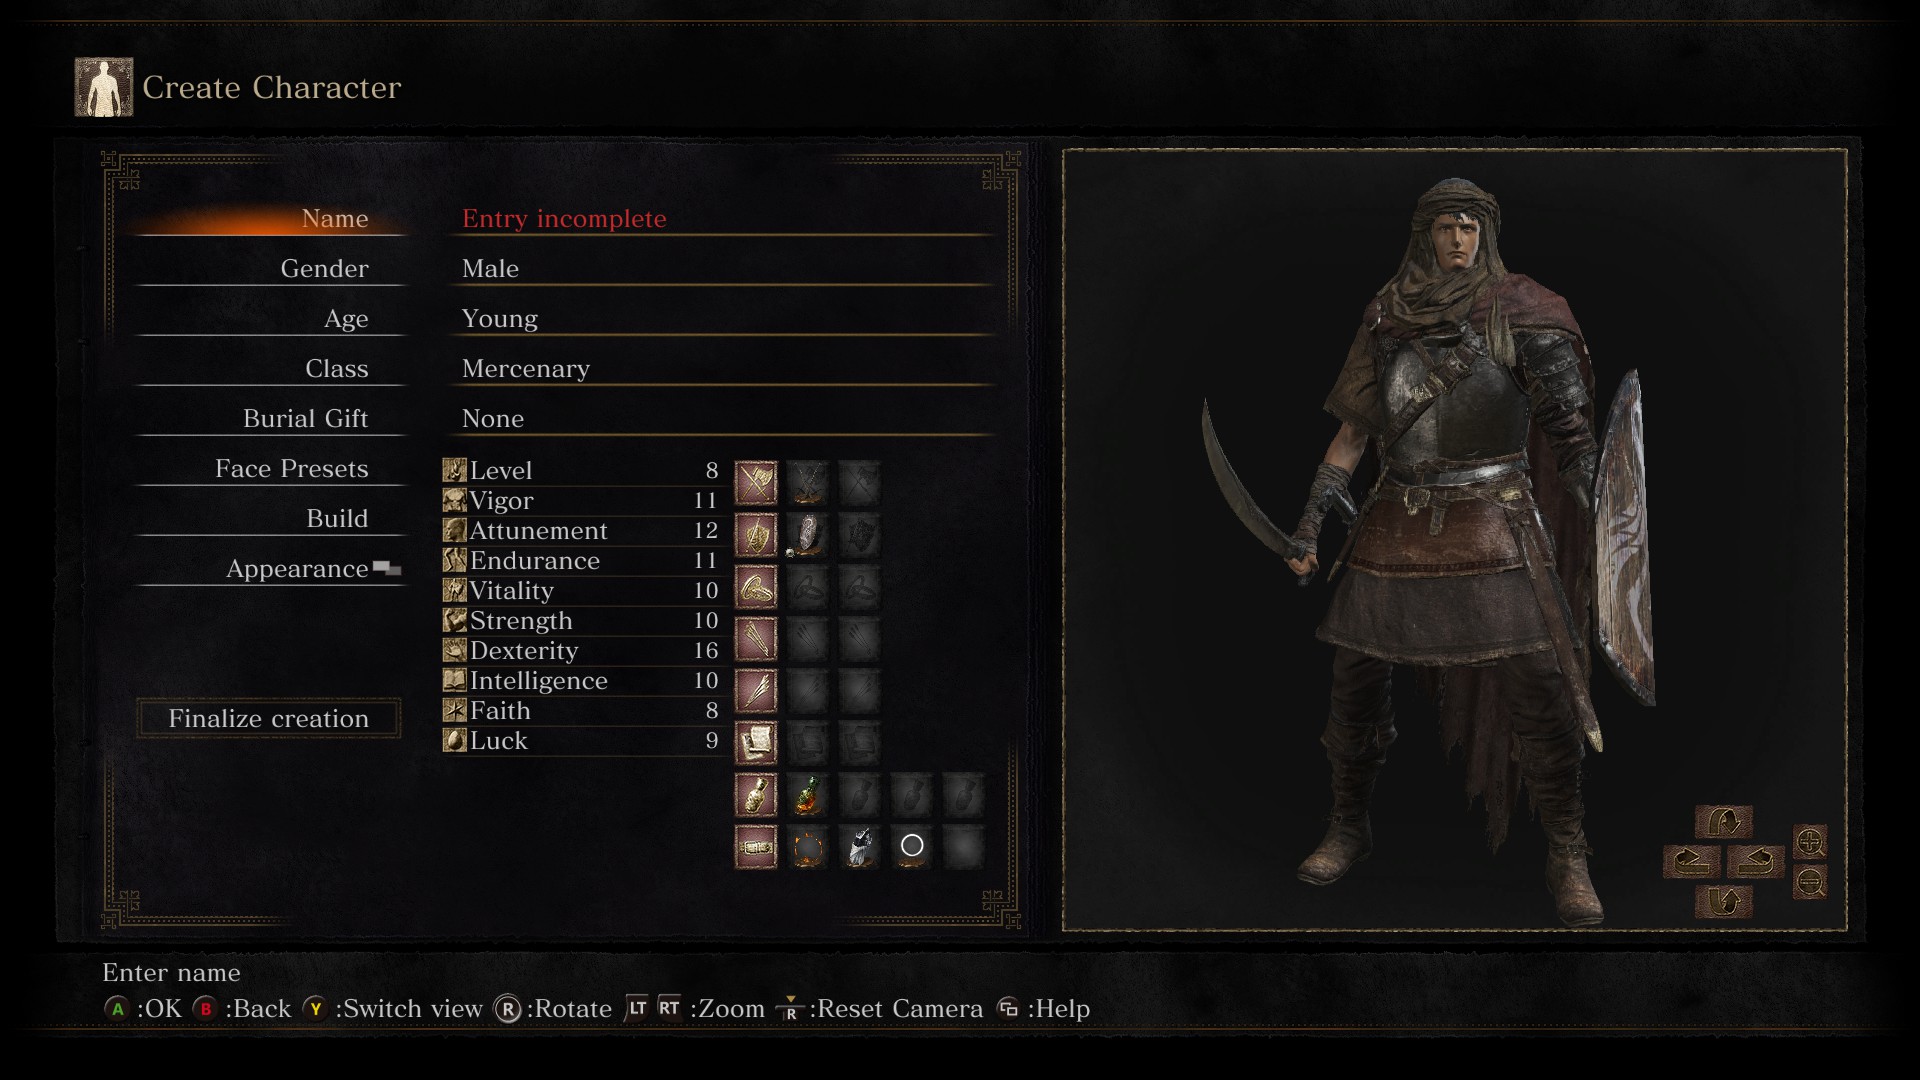 Create Character
Name Entry incomplete
Gender Male
Age Young
Class Mercenary
Burial Gift None
Face Presets
Build
Appearance
Finalize creation
Level 8
Vigor 11
Attunement 12
Endurance 11
Vitality 10
Strength 10
Dexterity 16
Intelligence 10
Faith 8
Luck 9
Enter name
A :OK B :Back Y :Switch view R :Rotate LT RT :Zoom R :Reset Camera :Help